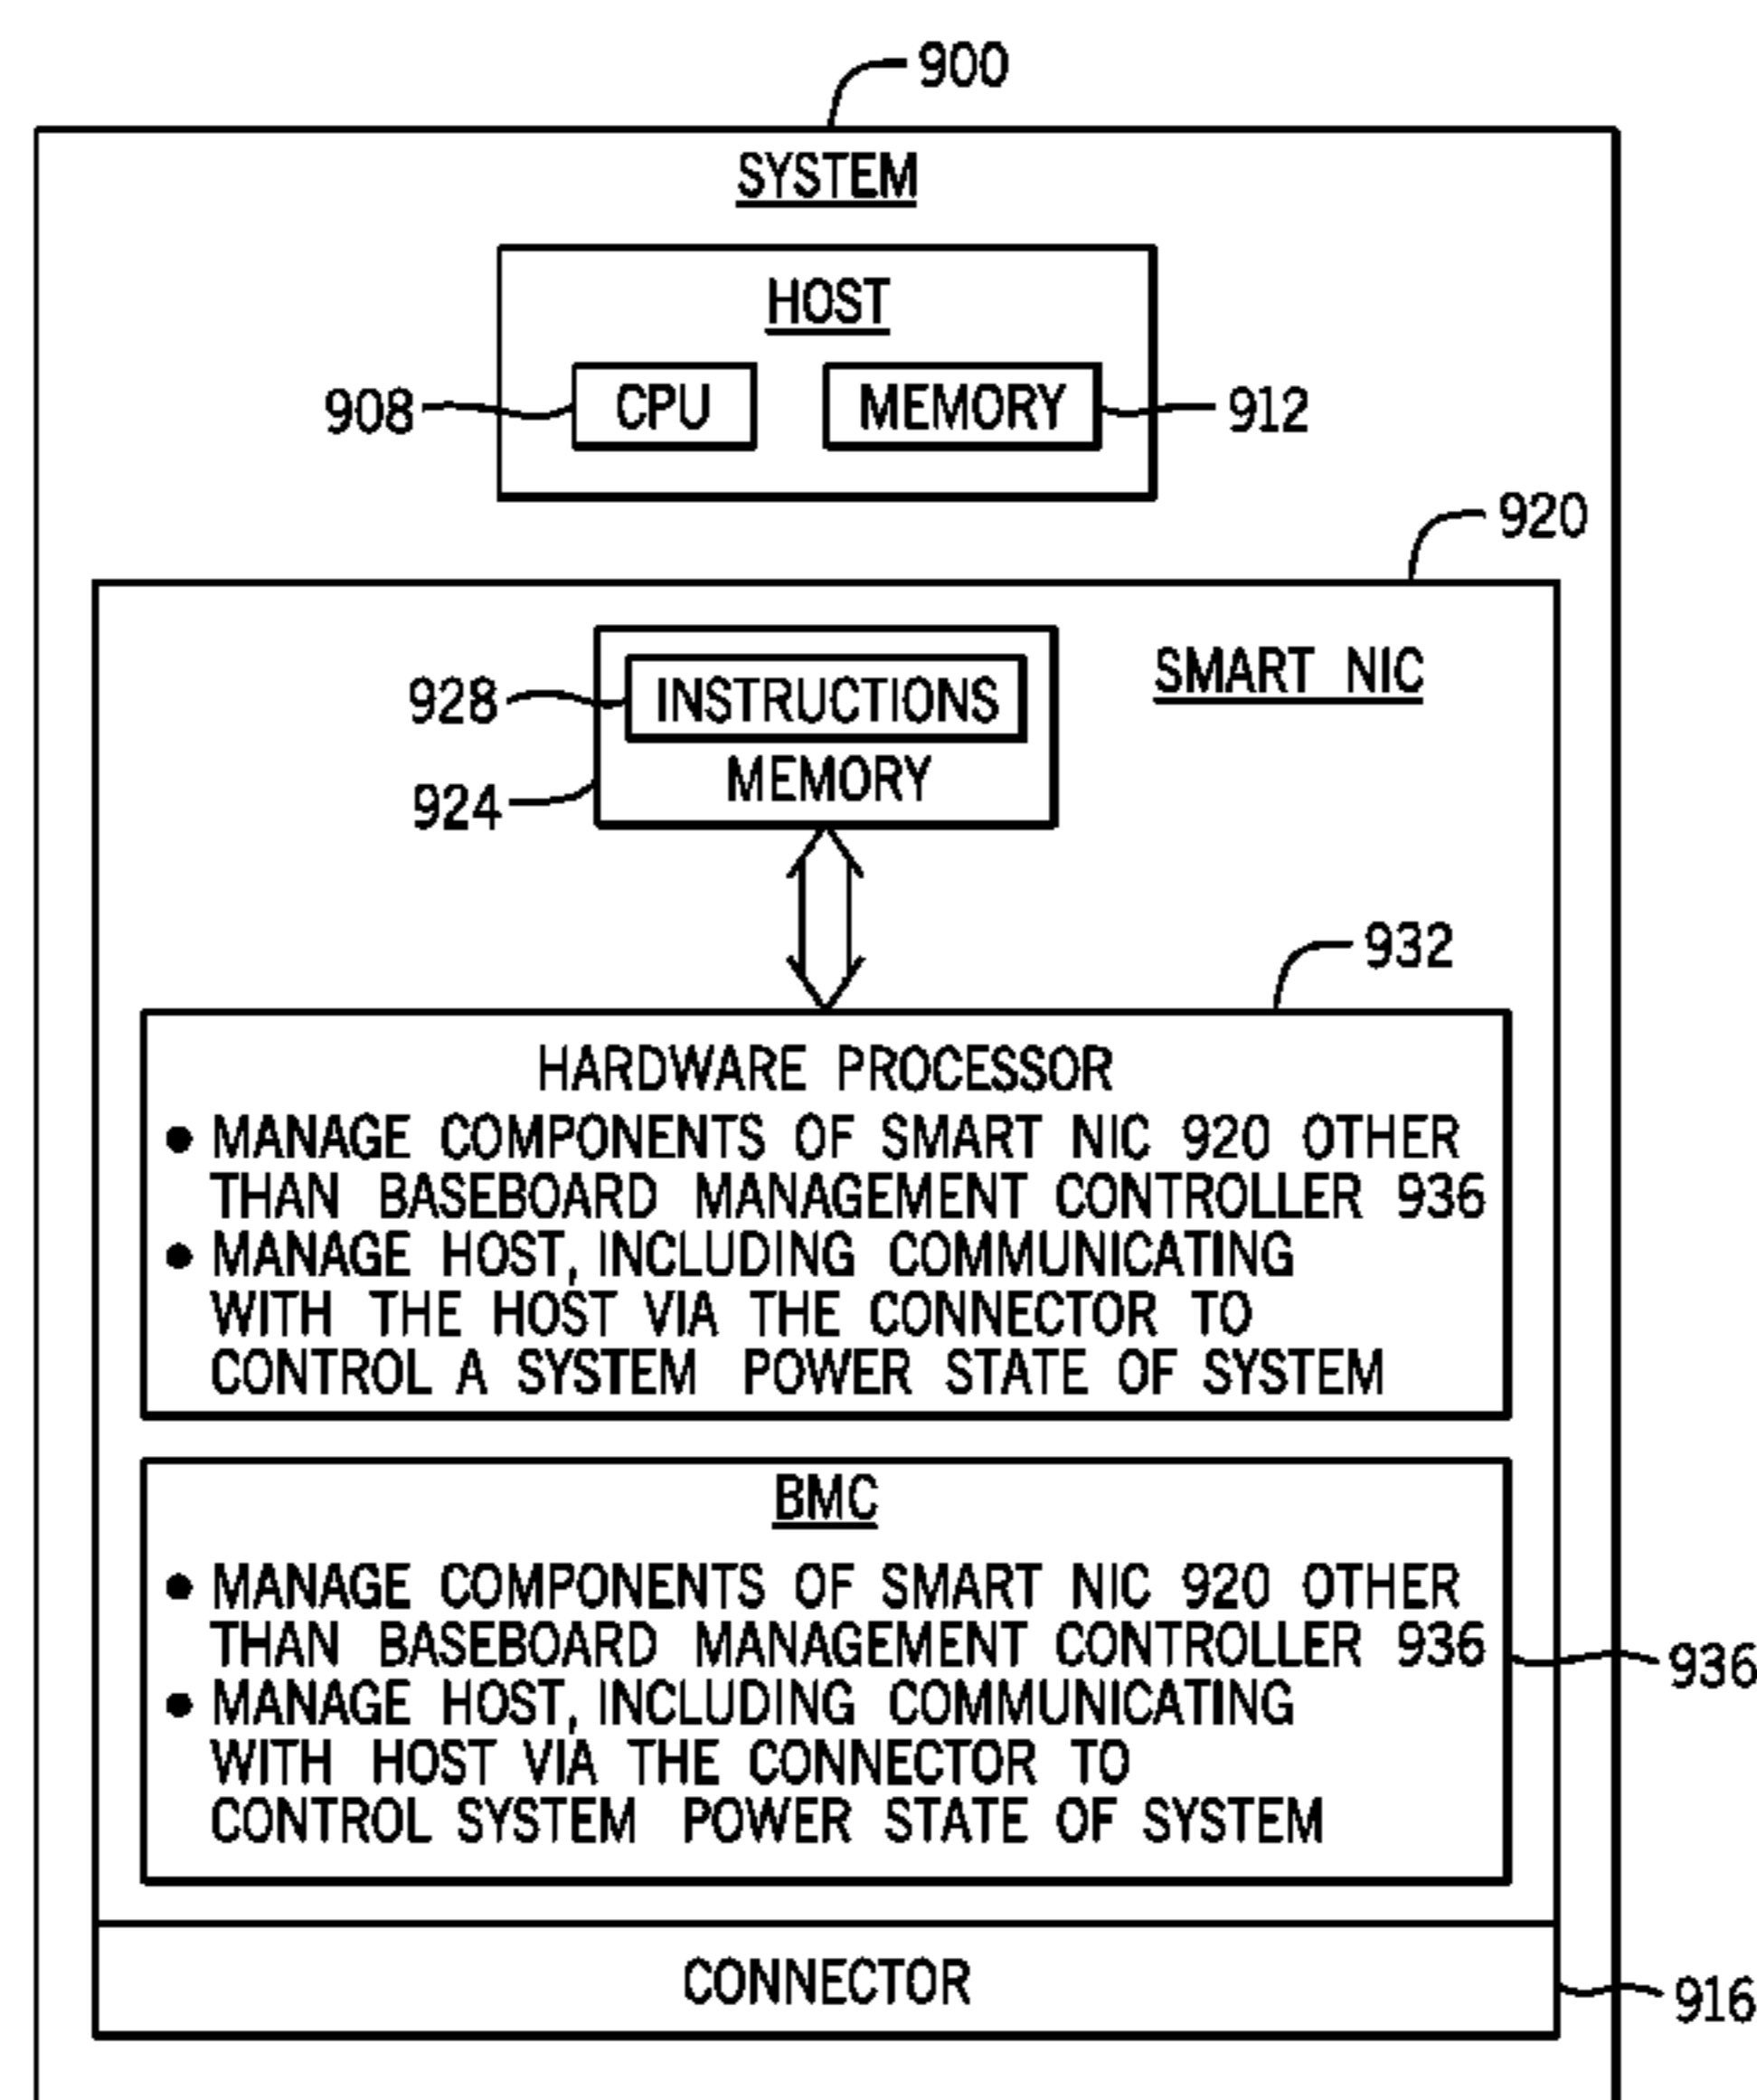 900
SYSTEM
HOST
908 CPU MEMORY 912
920
SMART NIC
928 INSTRUCTIONS
MEMORY
924
932
HARDWARE PROCESSOR
● MANAGE COMPONENTS OF SMART NIC 920 OTHER
THAN BASEBOARD MANAGEMENT CONTROLLER 936
● MANAGE HOST, INCLUDING COMMUNICATING
WITH THE HOST VIA THE CONNECTOR TO
CONTROL A SYSTEM POWER STATE OF SYSTEM
BMC
● MANAGE COMPONENTS OF SMART NIC 920 OTHER
THAN BASEBOARD MANAGEMENT CONTROLLER 936
936
● MANAGE HOST, INCLUDING COMMUNICATING
WITH HOST VIA THE CONNECTOR TO
CONTROL SYSTEM POWER STATE OF SYSTEM
CONNECTOR
916